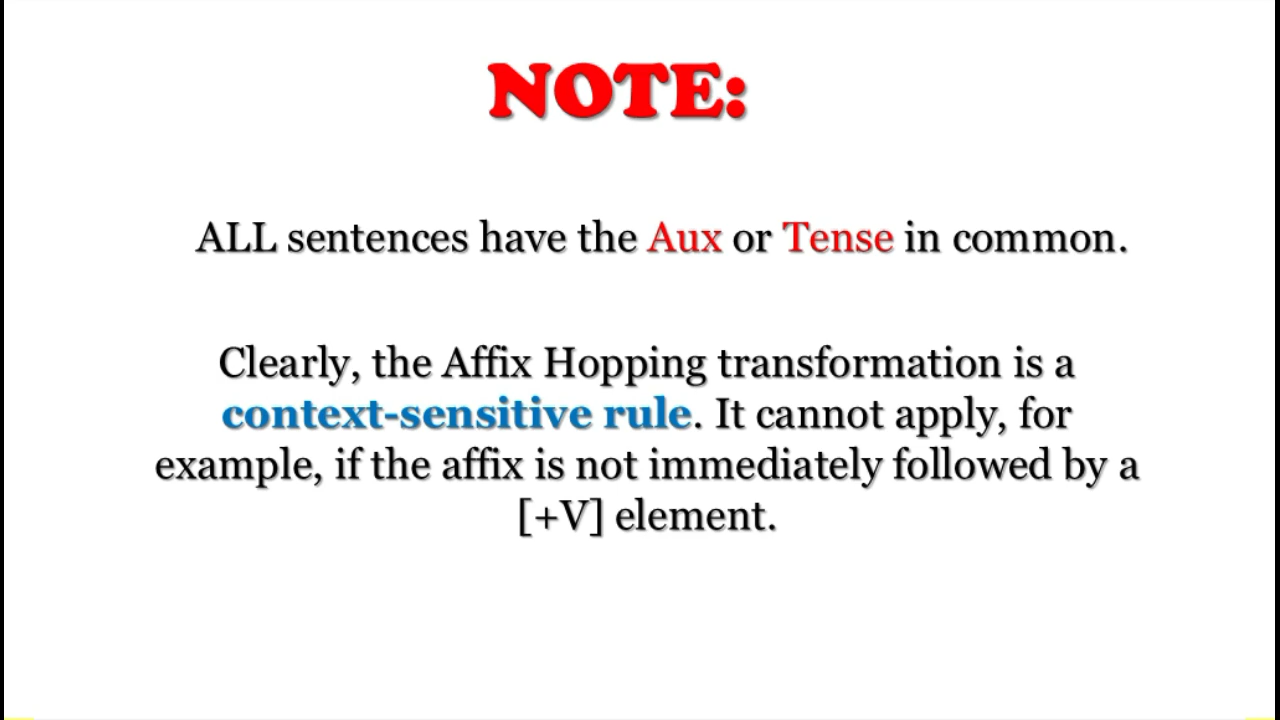 NOTE:
ALL sentences have the Aux or Tense in common.
Clearly, the Affix Hopping transformation is a
context-sensitive rule. It cannot apply, for
example, if the affix is not immediately followed by a
[+V] element.